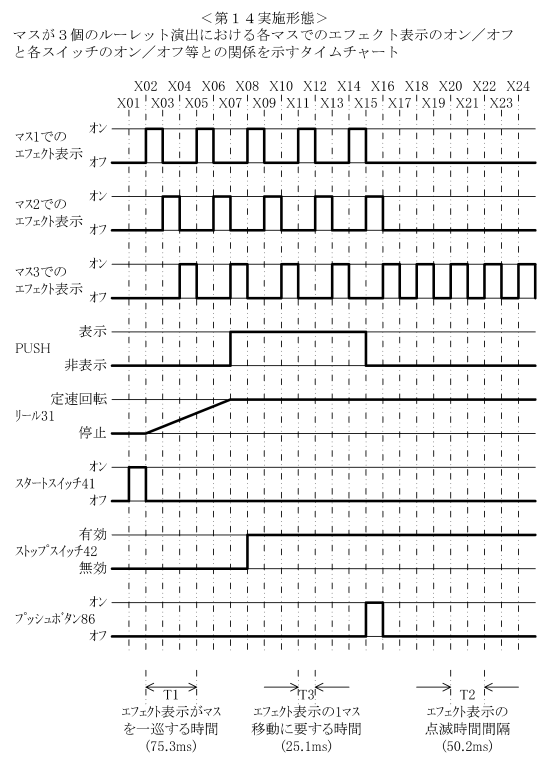 ＜第１４実施形態＞
マスが３個のルーレット演出における各マスでのエフェクト表示のオン／オフ
と各スイッチのオン／オフ等との関係を示すタイムチャート
X02 X04 X06 X08 X10 X12 X14 X16 X18 X20 X22 X24
X01 X03 X05 X07 X09 X11 X13 X15 X17 X19 X21 X23
ﾏｽ1での
ｴﾌｪｸﾄ表示
オン
オフ
ﾏｽ2での
ｴﾌｪｸﾄ表示
オン
オフ
ﾏｽ3での
ｴﾌｪｸﾄ表示
オン
オフ
PUSH
表示
非表示
ﾘｰﾙ31
定速回転
停止
ｽﾀｰﾄｽｲｯﾁ41
オン
オフ
ｽﾄｯﾌﾟｽｲｯﾁ42
有効
無効
ﾌﾟｯｼｭﾎﾞﾀﾝ86
オン
オフ
T1
ｴﾌｪｸﾄ表示がﾏｽ
を一巡する時間
(75.3ms)
T3
ｴﾌｪｸﾄ表示の1ﾏｽ
移動に要する時間
(25.1ms)
T2
ｴﾌｪｸﾄ表示の
点滅時間間隔
(50.2ms)